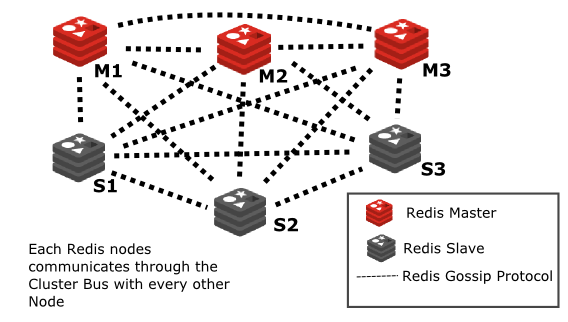 M1
M2
M3
S1
S3
S2
Redis Master
Redis Slave
Redis Gossip Protocol
Each Redis nodes
communicates through the
Cluster Bus with every other
Node